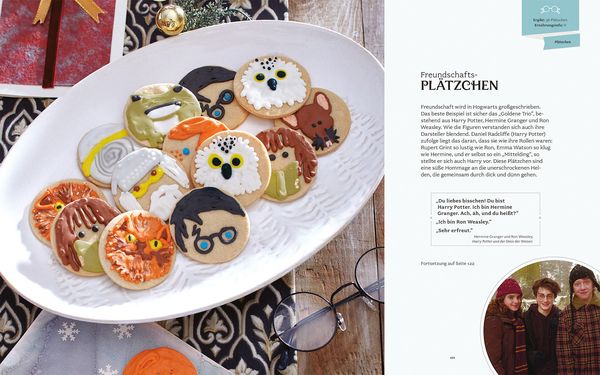 Ergibt: 36 Plätzchen
Plätzchen
Freundschafts-
PLÄTZCHEN
Freundschaft wird in Hogwarts großgeschrieben.
Das beste Beispiel ist sicher das „Goldene Trio“, be-
stehend aus Harry Potter, Hermine Granger und Ron
Weasley. Wie die Figuren verstanden sich auch ihre
Darsteller blendend. Daniel Radcliffe (Harry Potter)
zufolge liegt das daran, dass sie wie ihre Rollen waren:
Rupert Grint so lustig wie Ron, Emma Watson so klug
wie Hermine, und er selbst so ein „Mittelding“, so
stellte er sich auch Harry vor. Diese Plätzchen sind
eine süße Hommage an die unerschrockenen Hel-
den, die gemeinsam durch dick und dünn gehen.
„Du liebes bisschen! Du bist
Harry Potter. Ich bin Hermine
Granger. Ach, äh, und du heißt?“
„Ich bin Ron Weasley.“
„Sehr erfreut.“
Hermine Granger und Ron Weasley,
Harry Potter und der Stein der Weisen
Fortsetzung auf Seite 122